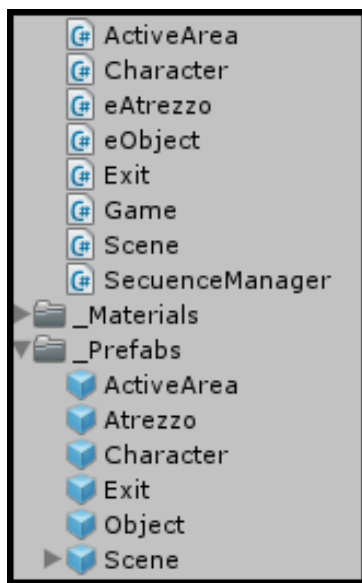 ActiveArea
Character
eAtrezzo
eObject
Exit
Game
Scene
SecuenceManager
_Materials
_Prefabs
ActiveArea
Atrezzo
Character
Exit
Object
Scene